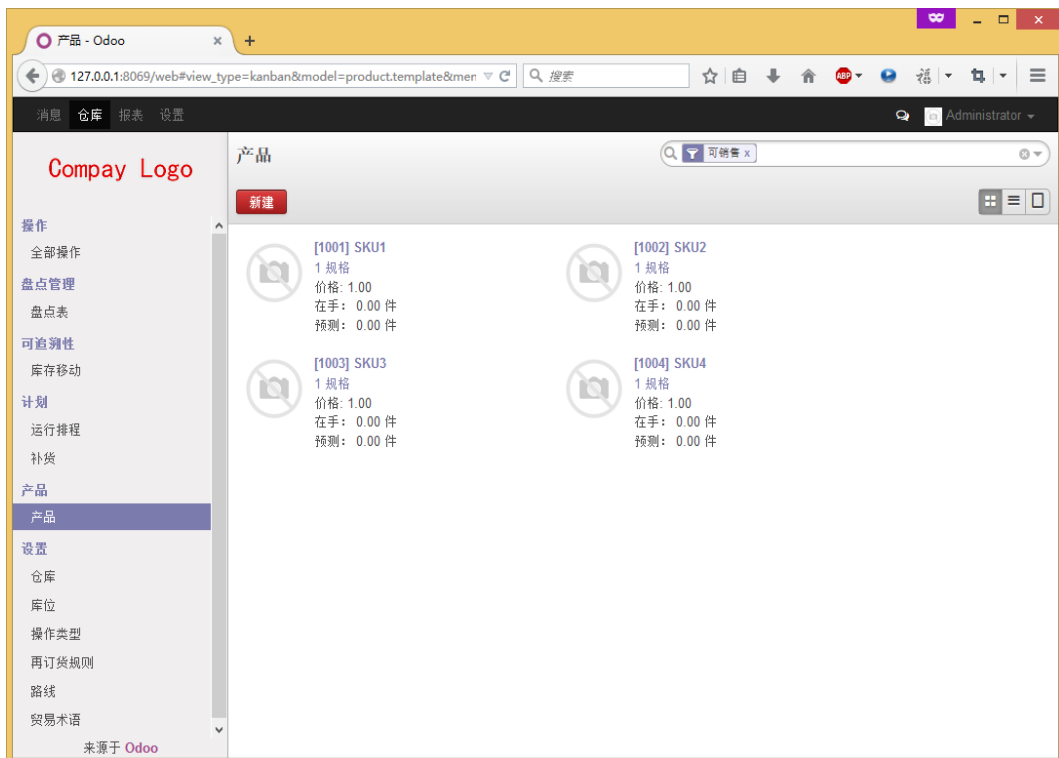 产品 - Odoo
127.0.0.1:8069/web#view_type=kanban&model=product.template&men
搜索
ABP
福
消息 仓库 报表 设置
Administrator
Compay Logo
产品
可销售 x
新建
操作
全部操作
盘点管理
盘点表
可追溯性
库存移动
计划
运行排程
补货
产品
产品
设置
仓库
库位
操作类型
再订货规则
路线
贸易术语
来源于 Odoo
[1001] SKU1
1 规格
价格: 1.00
在手： 0.00 件
预测： 0.00 件
[1002] SKU2
1 规格
价格: 1.00
在手： 0.00 件
预测： 0.00 件
[1003] SKU3
1 规格
价格: 1.00
在手： 0.00 件
预测： 0.00 件
[1004] SKU4
1 规格
价格: 1.00
在手： 0.00 件
预测： 0.00 件